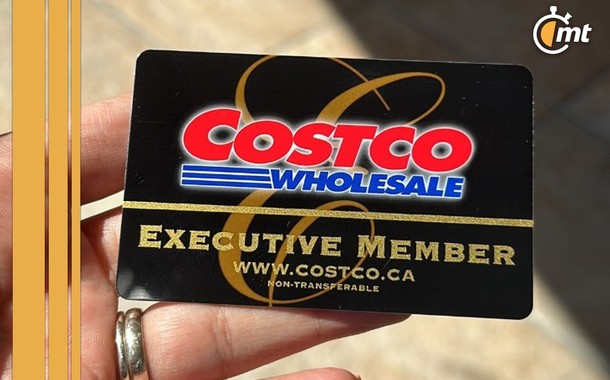 mt
COSTCO
WHOLESALE
EXECUTIVE MEMBER
WWW.COSTCO.CA
NON-TRANSFERABLE